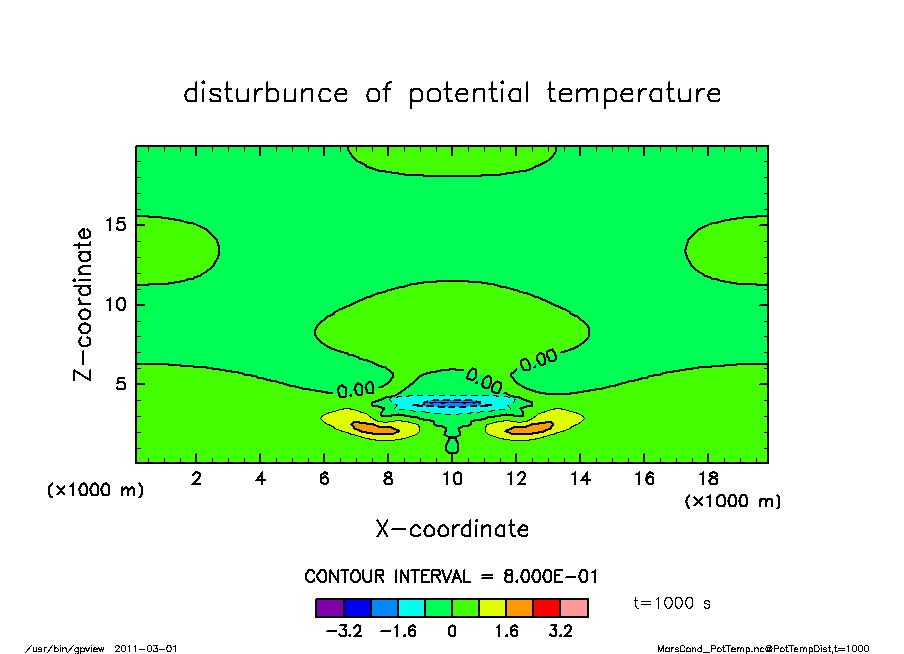 disturbunce of potential temperature
Z-coordinate
15
10
5
0.00 0.00 0.00
2 4 6 8 10 12 14 16 18
(×1000 m)
(×1000 m)
X-coordinate
CONTOUR INTERVAL = 8.000E-01
t=1000 s
-3.2 -1.6 0 1.6 3.2
/usr/bin/gpview 2011-03-01
MarsCond_PotTemp.nc@PotTempDist,t=1000